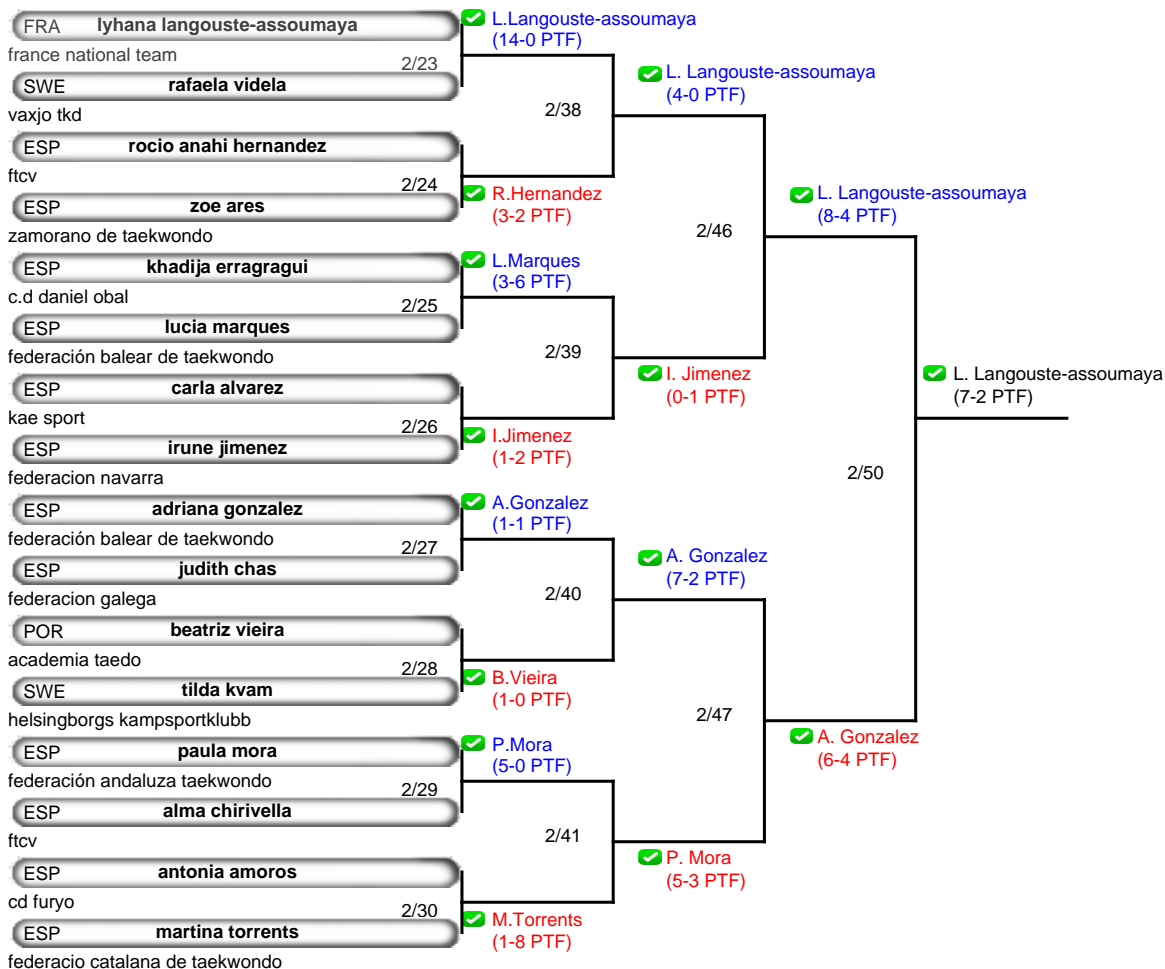 FRA lyhana langouste-assoumaya
france national team
2/23
SWE rafaela videla
vaxjo tkd
ESP rocio anahi hernandez
ftcv
2/24
ESP zoe ares
zamorano de taekwondo
ESP khadija erragragui
c.d daniel obal
2/25
ESP lucia marques
federación balear de taekwondo
ESP carla alvarez
kae sport
2/26
ESP irune jimenez
federacion navarra
ESP adriana gonzalez
federación balear de taekwondo
2/27
ESP judith chas
federacion galega
POR beatriz vieira
academia taedo
2/28
SWE tilda kvam
helsingborgs kampsportklubb
ESP paula mora
federación andaluza taekwondo
2/29
ESP alma chirivella
ftcv
ESP antonia amoros
cd furyo
2/30
ESP martina torrents
federacio catalana de taekwondo
L.Langouste-assoumaya
(14-0 PTF)
2/38
R.Hernandez
(3-2 PTF)
L.Marques
(3-6 PTF)
2/39
I.Jimenez
(1-2 PTF)
A.Gonzalez
(1-1 PTF)
2/40
B.Vieira
(1-0 PTF)
P.Mora
(5-0 PTF)
2/41
M.Torrents
(1-8 PTF)
L. Langouste-assoumaya
(4-0 PTF)
2/46
I. Jimenez
(0-1 PTF)
A. Gonzalez
(7-2 PTF)
2/47
P. Mora
(5-3 PTF)
L. Langouste-assoumaya
(8-4 PTF)
2/50
A. Gonzalez
(6-4 PTF)
L. Langouste-assoumaya
(7-2 PTF)